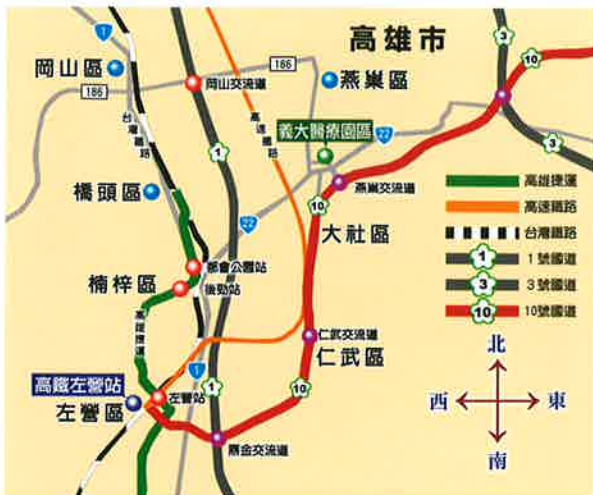 1
高雄市
3
10
岡山區
186
186
岡山交流道
燕巢區
台灣鐵路
1
高速鐵路
義大醫療園區
22
3
燕巢交流道
高雄捷運
高速鐵路
台灣鐵路
1 1號國道
3 3號國道
10 10號國道
橋頭區
10
22
大社區
都會公園站
楠梓區
後勁站
高雄捷運
仁武交流道
仁武區
1
1
10
高鐵左營站
左營站
左營區
鼎金交流道
北
西
東
南